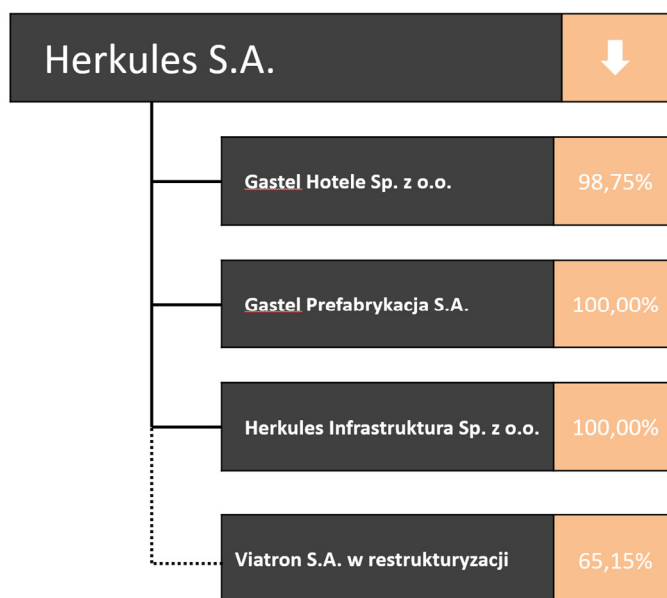 Herkules S.A.
Gastel Hotele Sp. z o.o. 98,75%
Gastel Prefabrykacja S.A. 100,00%
Herkules Infrastruktura Sp. z o.o. 100,00%
Viatron S.A. w restrukturyzacji 65,15%